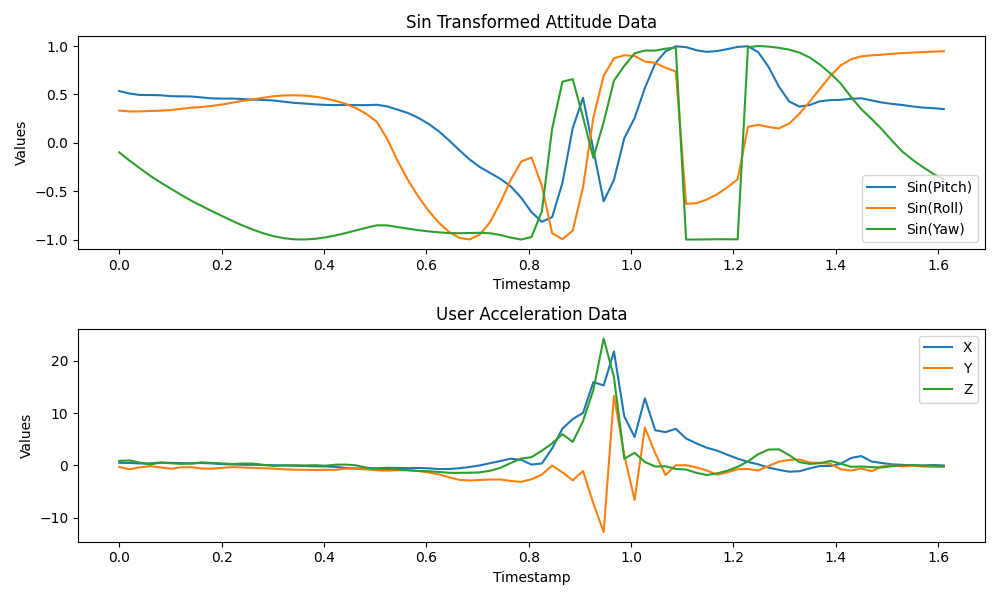 Sin Transformed Attitude Data
1.0
0.5
0.0
−0.5
−1.0
Values
0.0 0.2 0.4 0.6 0.8 1.0 1.2 1.4 1.6
Timestamp
Sin(Pitch)
Sin(Roll)
Sin(Yaw)
User Acceleration Data
20
10
0
−10
Values
0.0 0.2 0.4 0.6 0.8 1.0 1.2 1.4 1.6
Timestamp
X
Y
Z